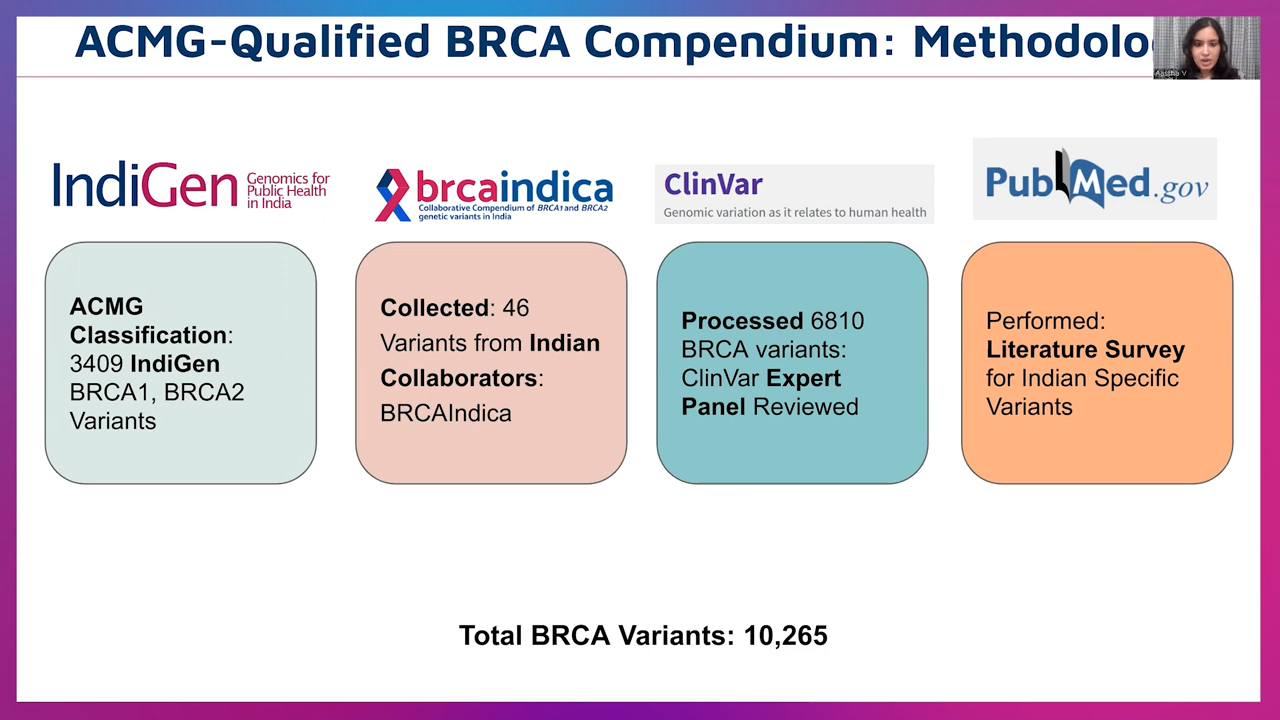 ACMG-Qualified BRCA Compendium: Methodolo
Aastha V
IndiGen
Genomics for
Public Health
in India
brcaindica
Collaborative Compendium of BRCA1 and BRCA2
genetic variants in India
ClinVar
Genomic variation as it relates to human health
PubMed.gov
ACMG
Classification:
3409 IndiGen
BRCA1, BRCA2
Variants
Collected: 46
Variants from Indian
Collaborators:
BRCAIndica
Processed 6810
BRCA variants:
ClinVar Expert
Panel Reviewed
Performed:
Literature Survey
for Indian Specific
Variants
Total BRCA Variants: 10,265